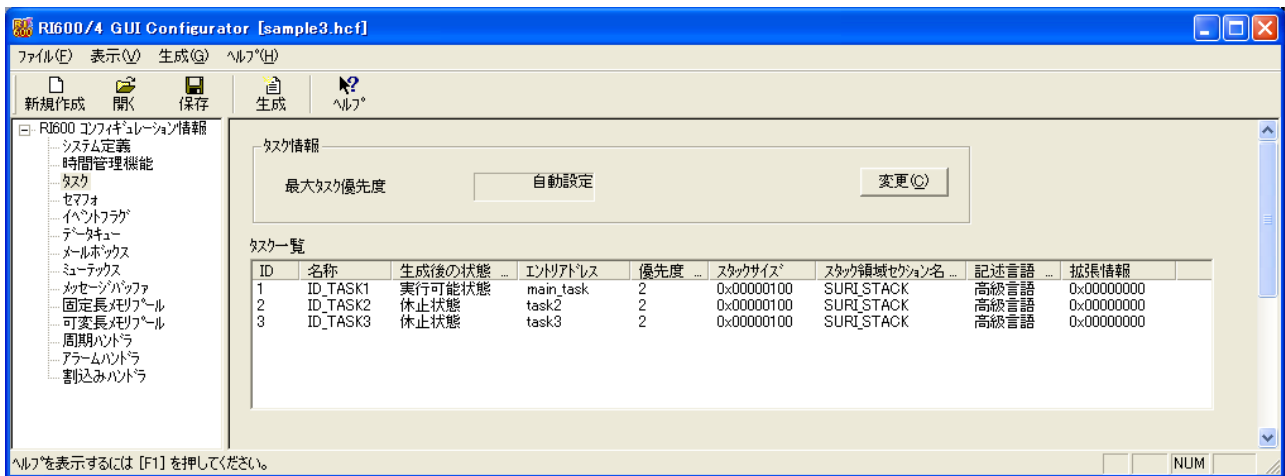 RI600/4 GUI Configurator [sample3.hcf]
ファイル(F) 表示(V) 生成(G) ヘルプ(H)
新規作成 開く 保存 生成 ヘルプ
RI600 コンフィギュレーション情報
システム定義
時間管理機能
タスク
セマフォ
イベントフラグ
データキュー
メールボックス
ミューテックス
メッセージバッファ
固定長メモリプール
可変長メモリプール
周期ハンドラ
アラームハンドラ
割込みハンドラ
タスク情報
最大タスク優先度 自動設定 変更(C)
タスク一覧
ID 名称 生成後の状態 ... エントリアドレス 優先度 ... スタックサイズ スタック領域セクション名 ... 記述言語 ... 拡張情報
1 ID_TASK1 実行可能状態 main_task 2 0x00000100 SURI_STACK 高級言語 0x00000000
2 ID_TASK2 休止状態 task2 2 0x00000100 SURI_STACK 高級言語 0x00000000
3 ID_TASK3 休止状態 task3 2 0x00000100 SURI_STACK 高級言語 0x00000000
ヘルプを表示するには [F1] を押してください。 NUM